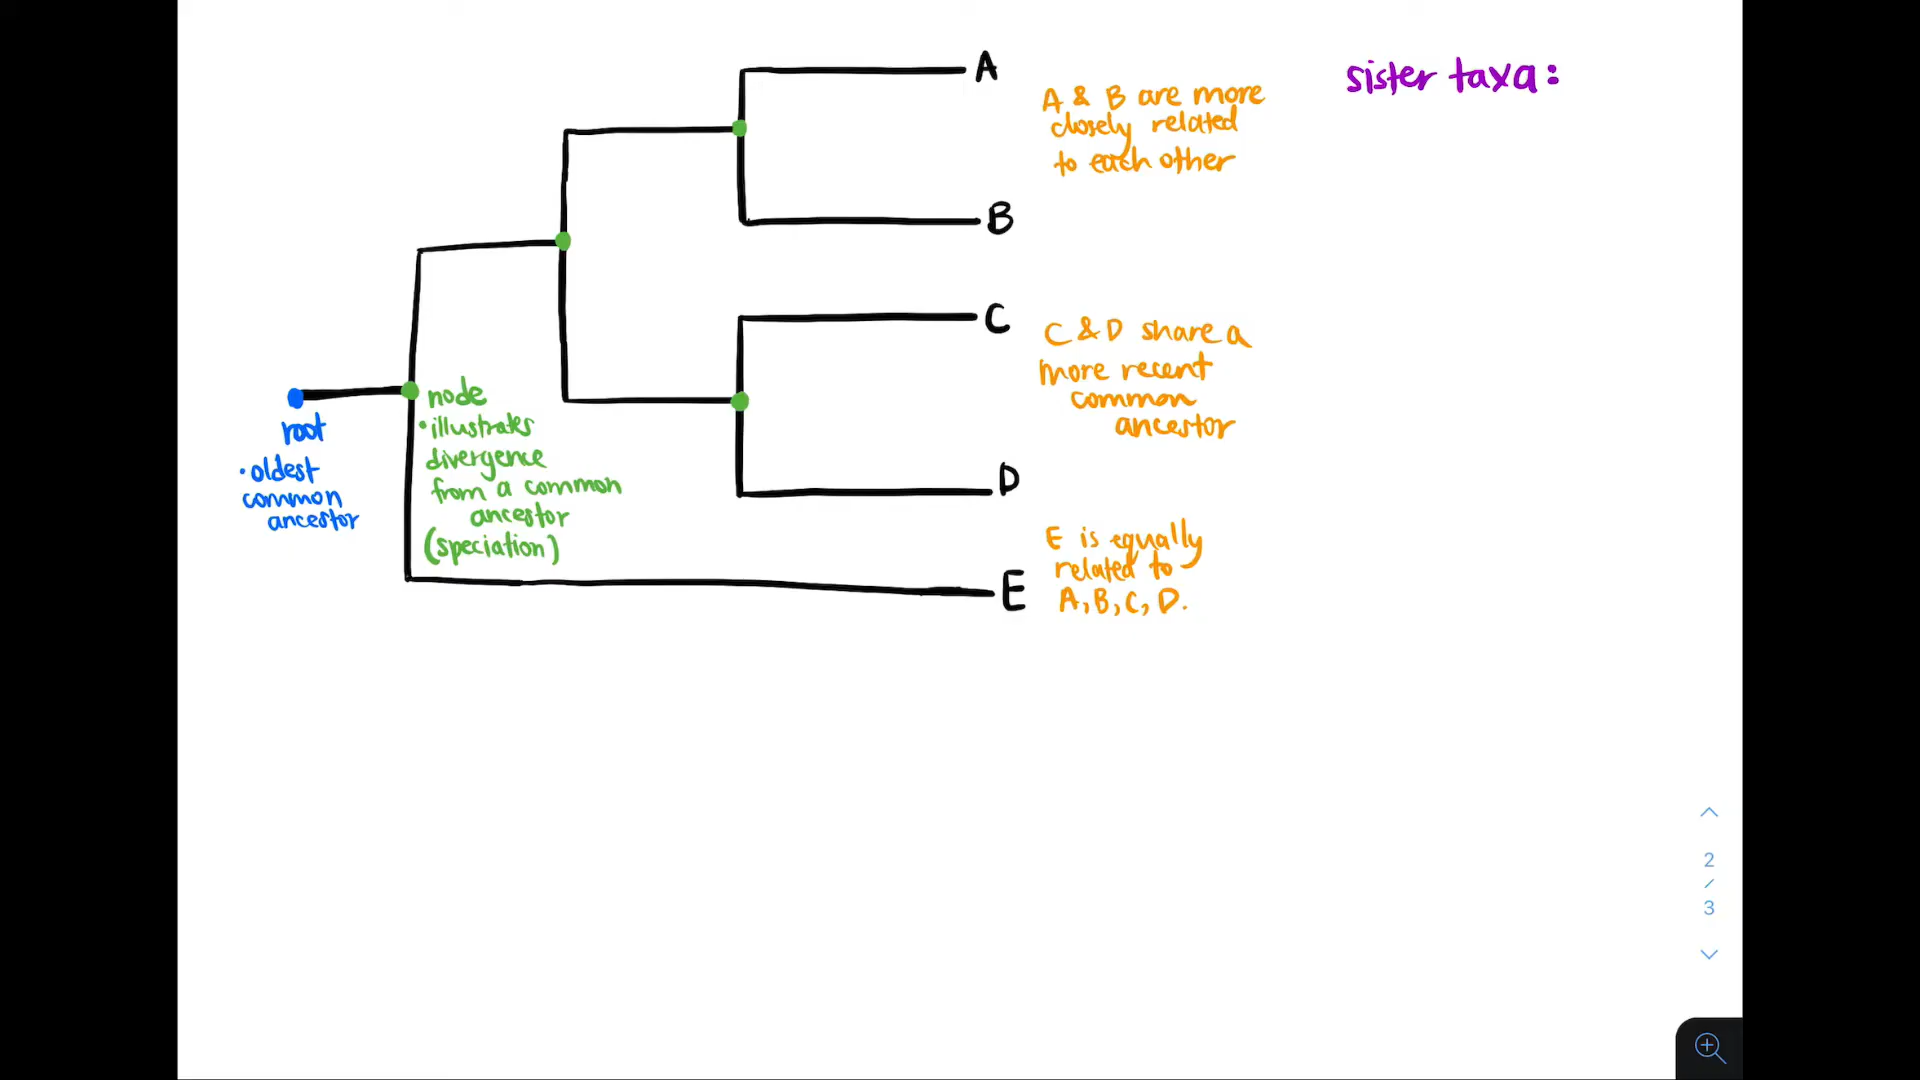 A
A & B are more
closely related
to each other
sister taxa:
B
C
C & D share a
more recent
common
ancestor
root
• oldest
common
ancestor
node
• illustrates
divergence
from a common
ancestor
(speciation)
D
E is equally
related to
A, B, C, D.
E
2
/
3